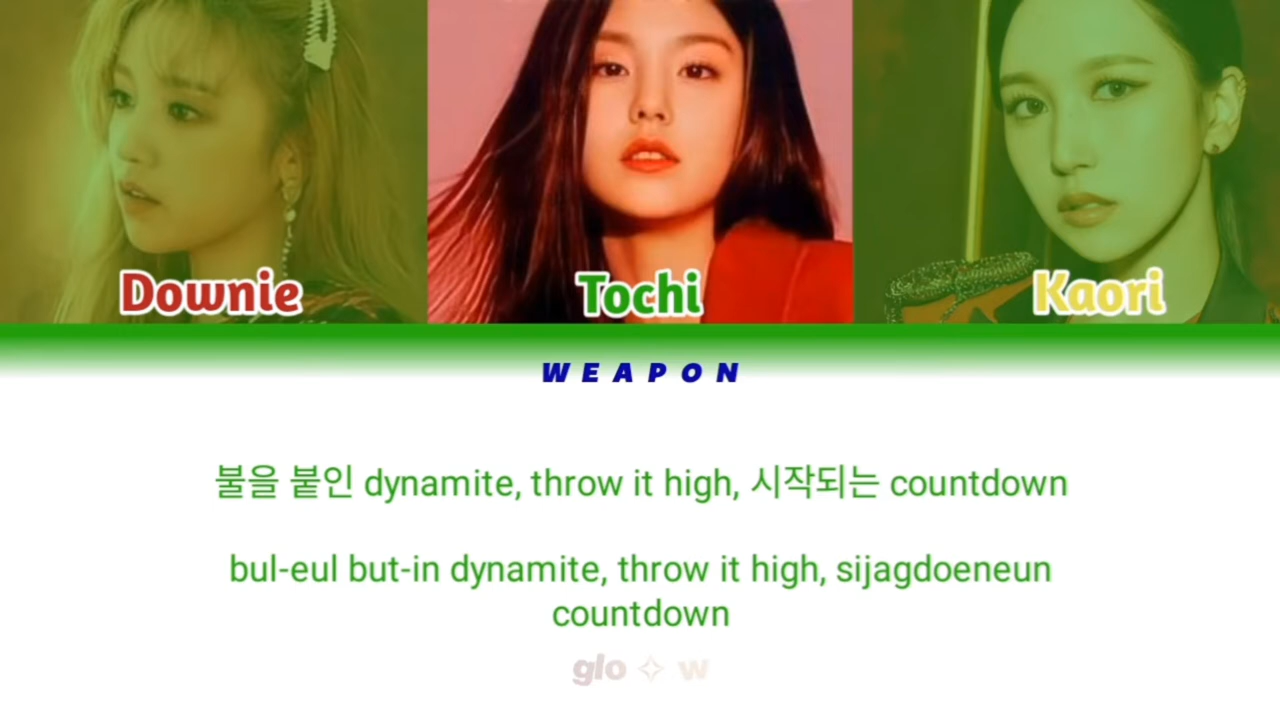 Downie
Tochi
Kaori
WEAPON
불을 붙인 dynamite, throw it high, 시작되는 countdown
bul-eul but-in dynamite, throw it high, sijagdoeneun
countdown
glo ✧ w